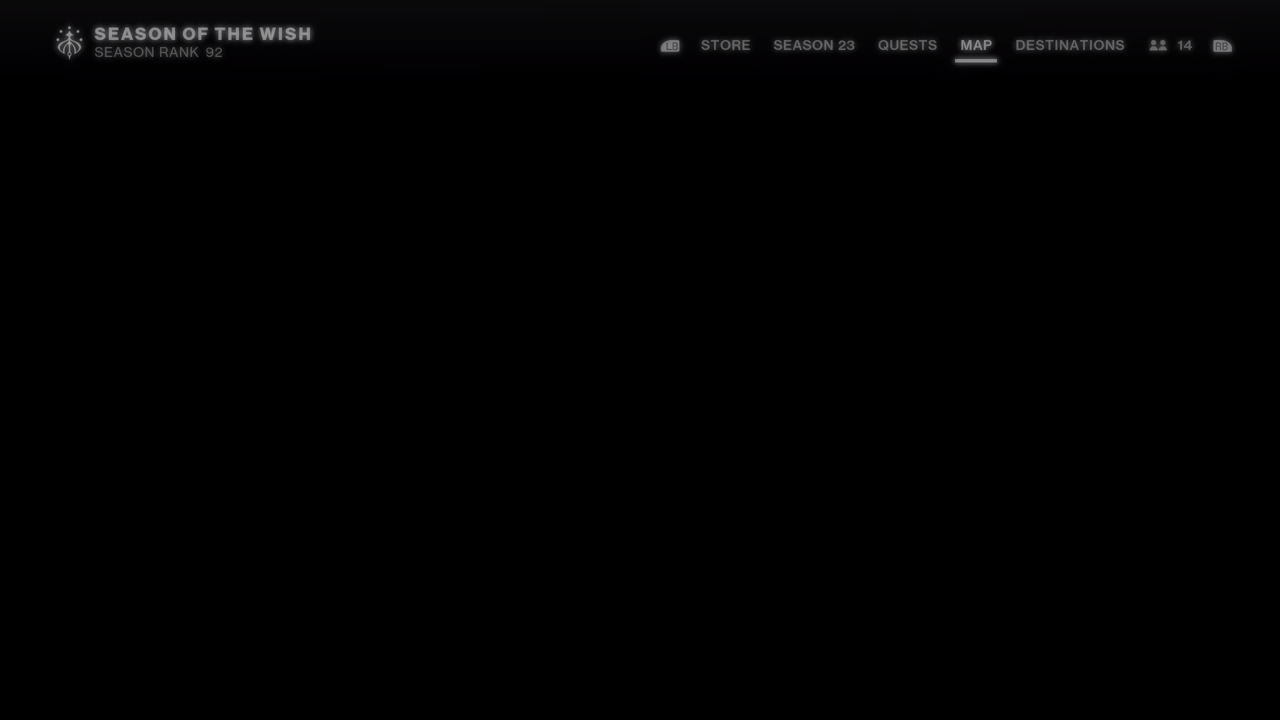 SEASON OF THE WISH
SEASON RANK 92
LB STORE SEASON 23 QUESTS MAP DESTINATIONS 14 RB